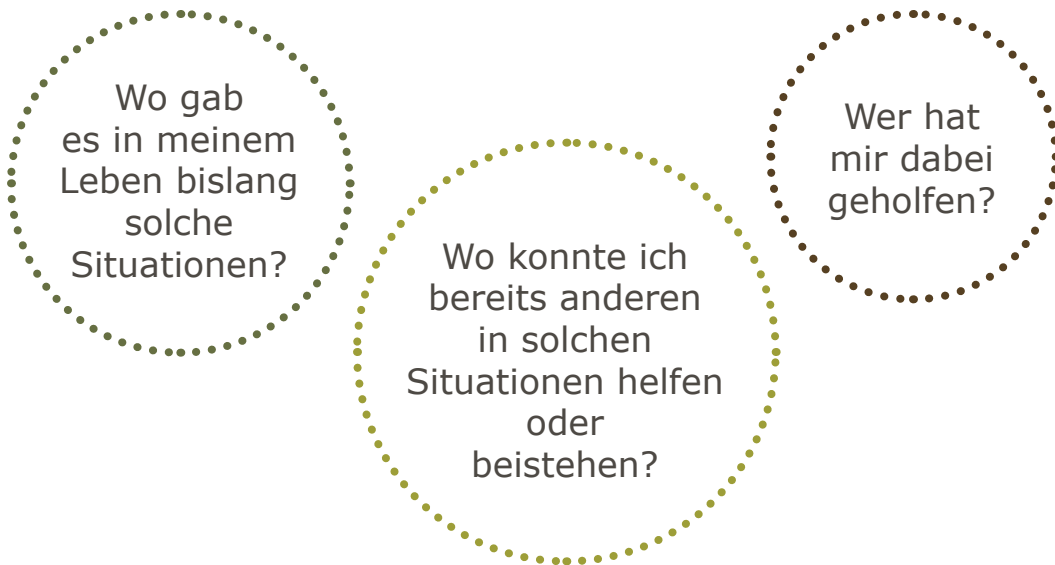 Wo gab
es in meinem
Leben bislang
solche
Situationen?
Wo konnte ich
bereits anderen
in solchen
Situationen helfen
oder
beistehen?
Wer hat
mir dabei
geholfen?